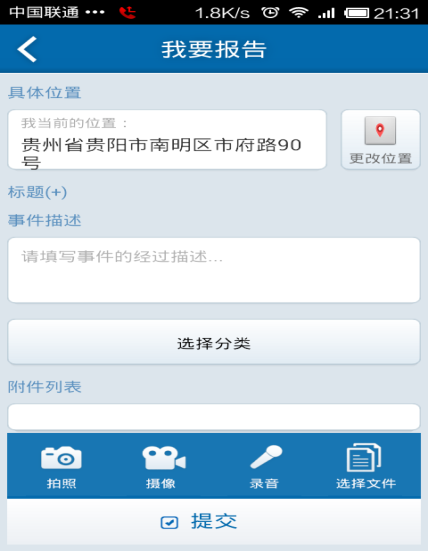 中国联通 ••• 1.8K/s 21:31
我要报告
具体位置
我当前的位置：
贵州省贵阳市南明区市府路90
号
更改位置
标题(+)
事件描述
请填写事件的经过描述...
选择分类
附件列表
拍照 摄像 录音 选择文件
提交